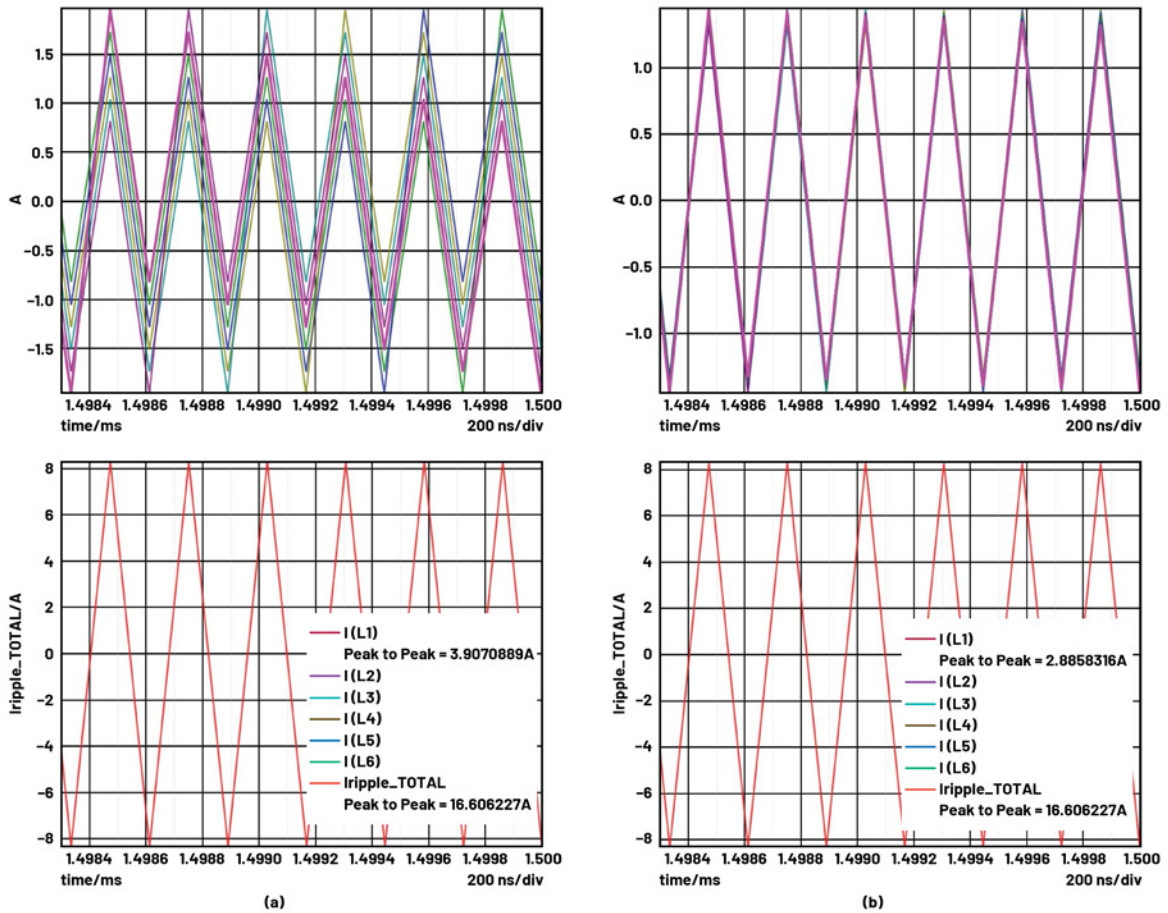 1.5
1.0
0.5
0.0
−0.5
−1.0
−1.5
A
1.4984 1.4986 1.4988 1.4990 1.4992 1.4994 1.4996 1.4998 1.500
time/ms 200 ns/div
8
6
4
2
0
−2
−4
−6
−8
Iripple_TOTAL/A
I (L1)
Peak to Peak = 3.9070889A
I (L2)
I (L3)
I (L4)
I (L5)
I (L6)
Iripple_TOTAL
Peak to Peak = 16.606227A
1.4984 1.4986 1.4988 1.4990 1.4992 1.4994 1.4996 1.4998 1.500
time/ms 200 ns/div
(a)
1.0
0.5
0.0
−0.5
−1.0
A
1.4984 1.4986 1.4988 1.4990 1.4992 1.4994 1.4996 1.4998 1.500
time/ms 200 ns/div
8
6
4
2
0
−2
−4
−6
−8
Iripple_TOTAL/A
I (L1)
Peak to Peak = 2.8858316A
I (L2)
I (L3)
I (L4)
I (L5)
I (L6)
Iripple_TOTAL
Peak to Peak = 16.606227A
1.4984 1.4986 1.4988 1.4990 1.4992 1.4994 1.4996 1.4998 1.500
time/ms 200 ns/div
(b)